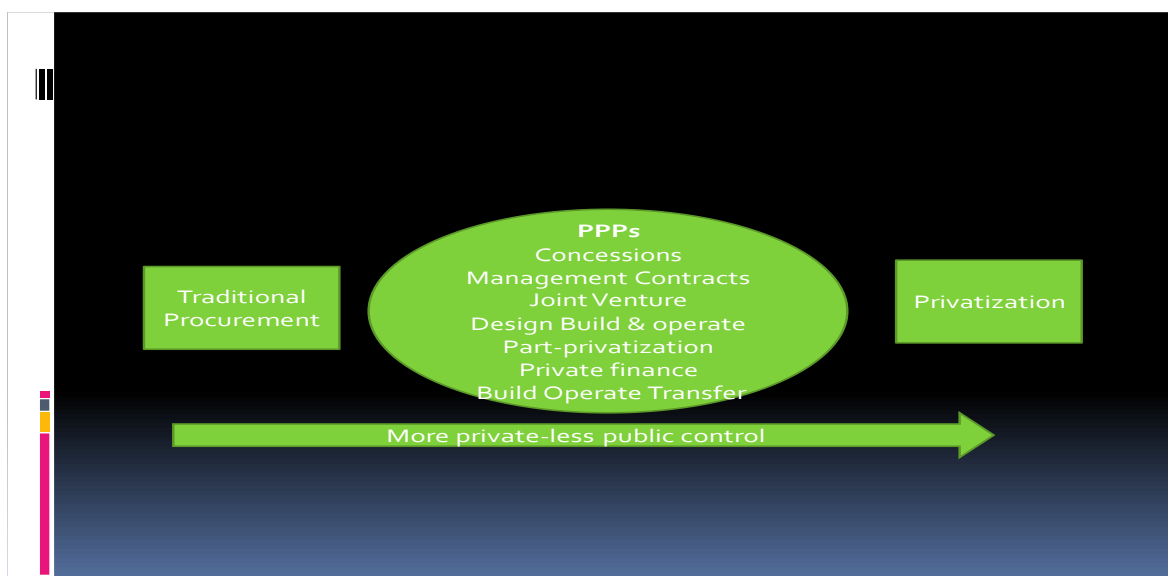 PPPs
Concessions
Management Contracts
Joint Venture
Design Build & operate
Part-privatization
Private finance
Build Operate Transfer
Traditional
Procurement
Privatization
More private-less public control